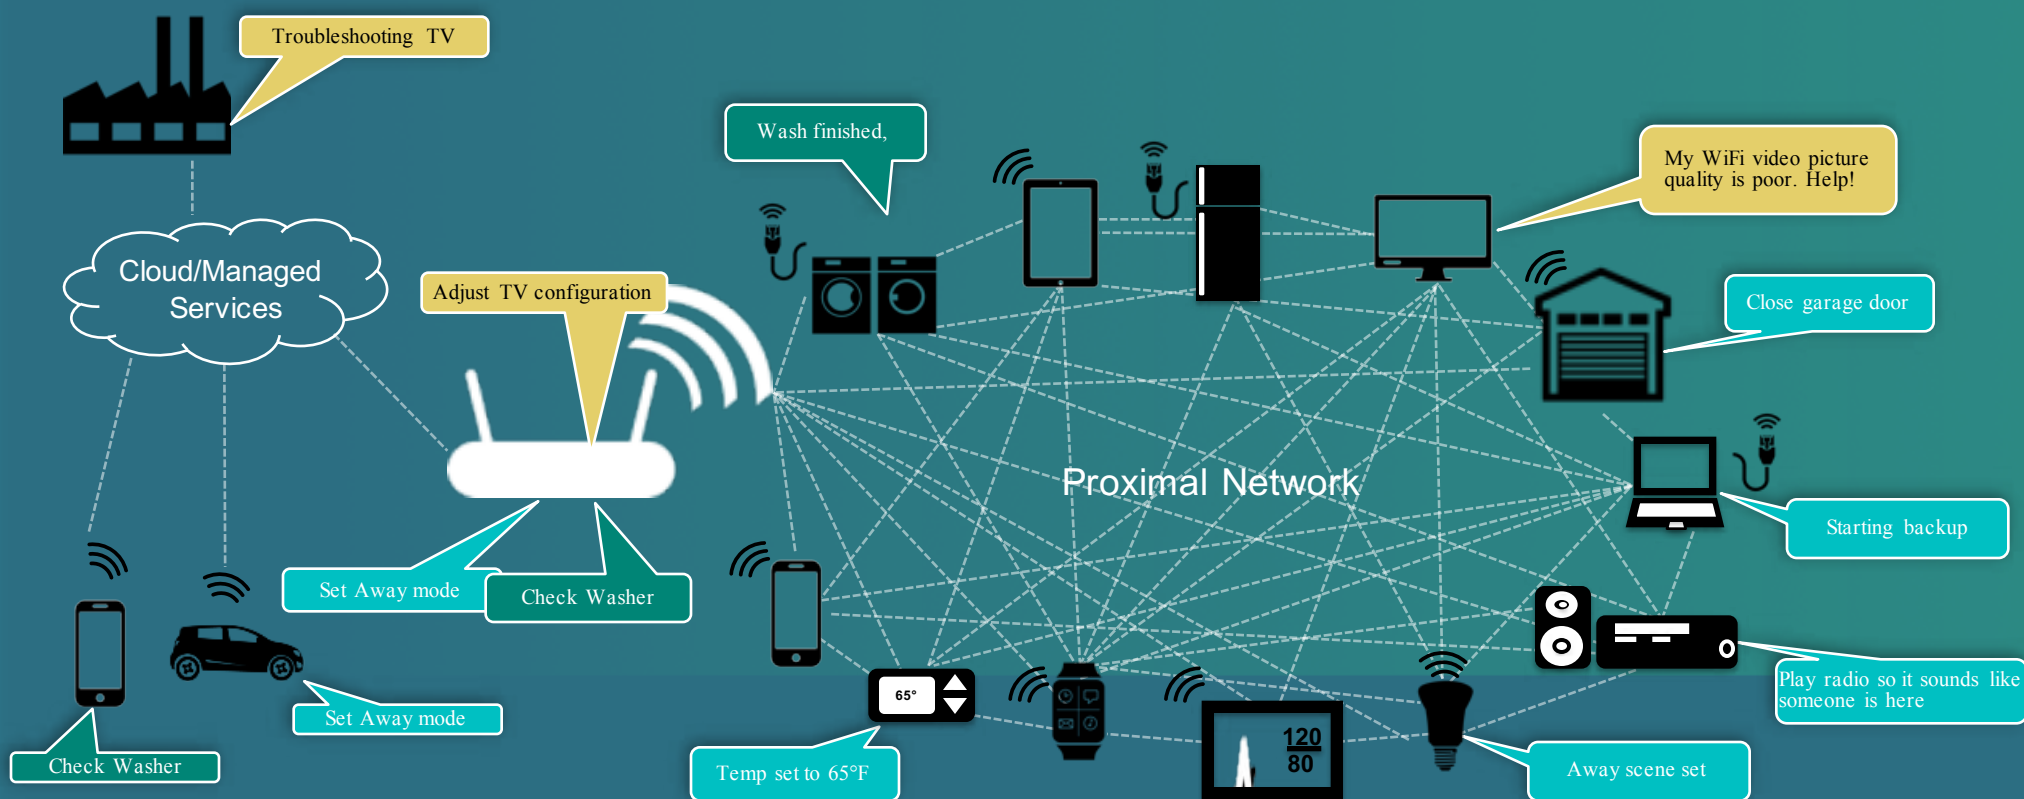 Troubleshooting TV
Wash finished,
My WiFi video picture
quality is poor. Help!
Cloud/Managed
Services
Adjust TV configuration
Close garage door
Proximal Network
Starting backup
Set Away mode
Check Washer
65°
Play radio so it sounds like
someone is here
Set Away mode
120
80
Check Washer
Temp set to 65°F
Away scene set